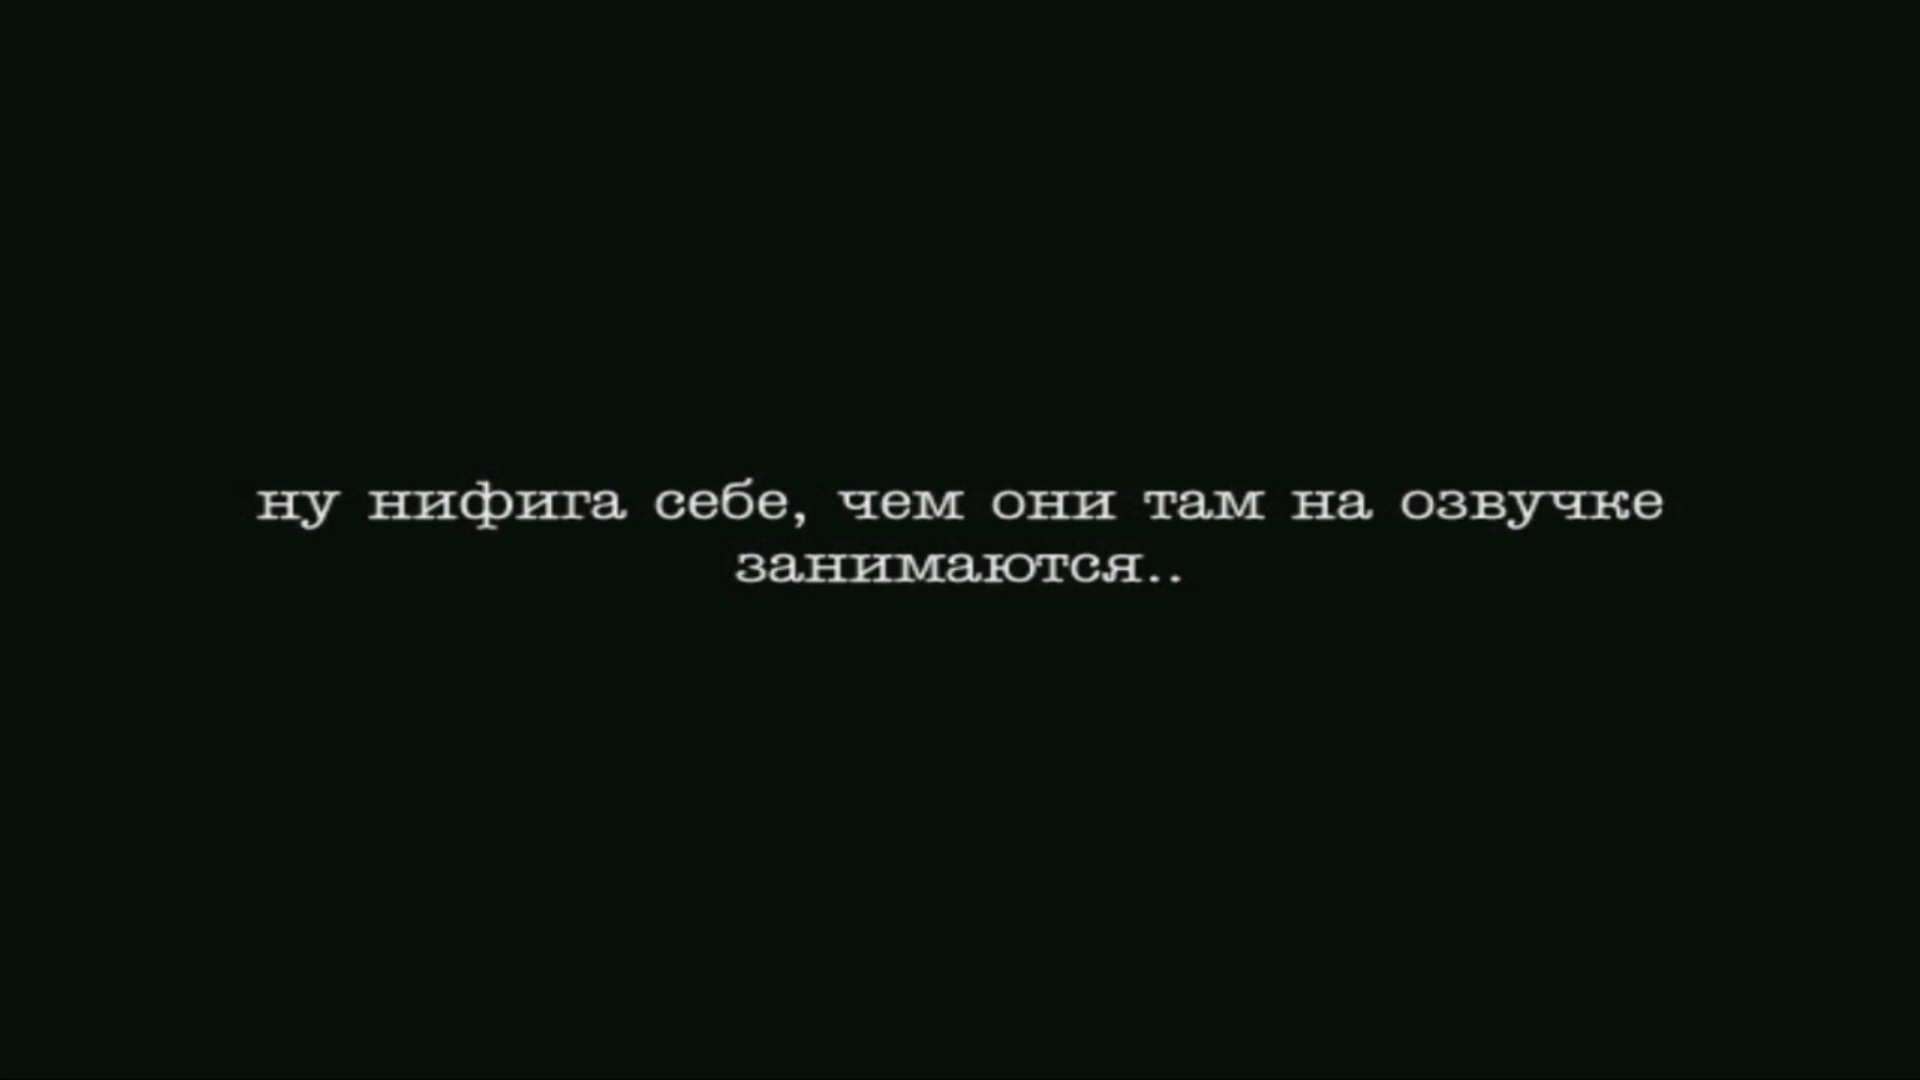 ну нифига себе, чем они там на озвучке
занимаются..